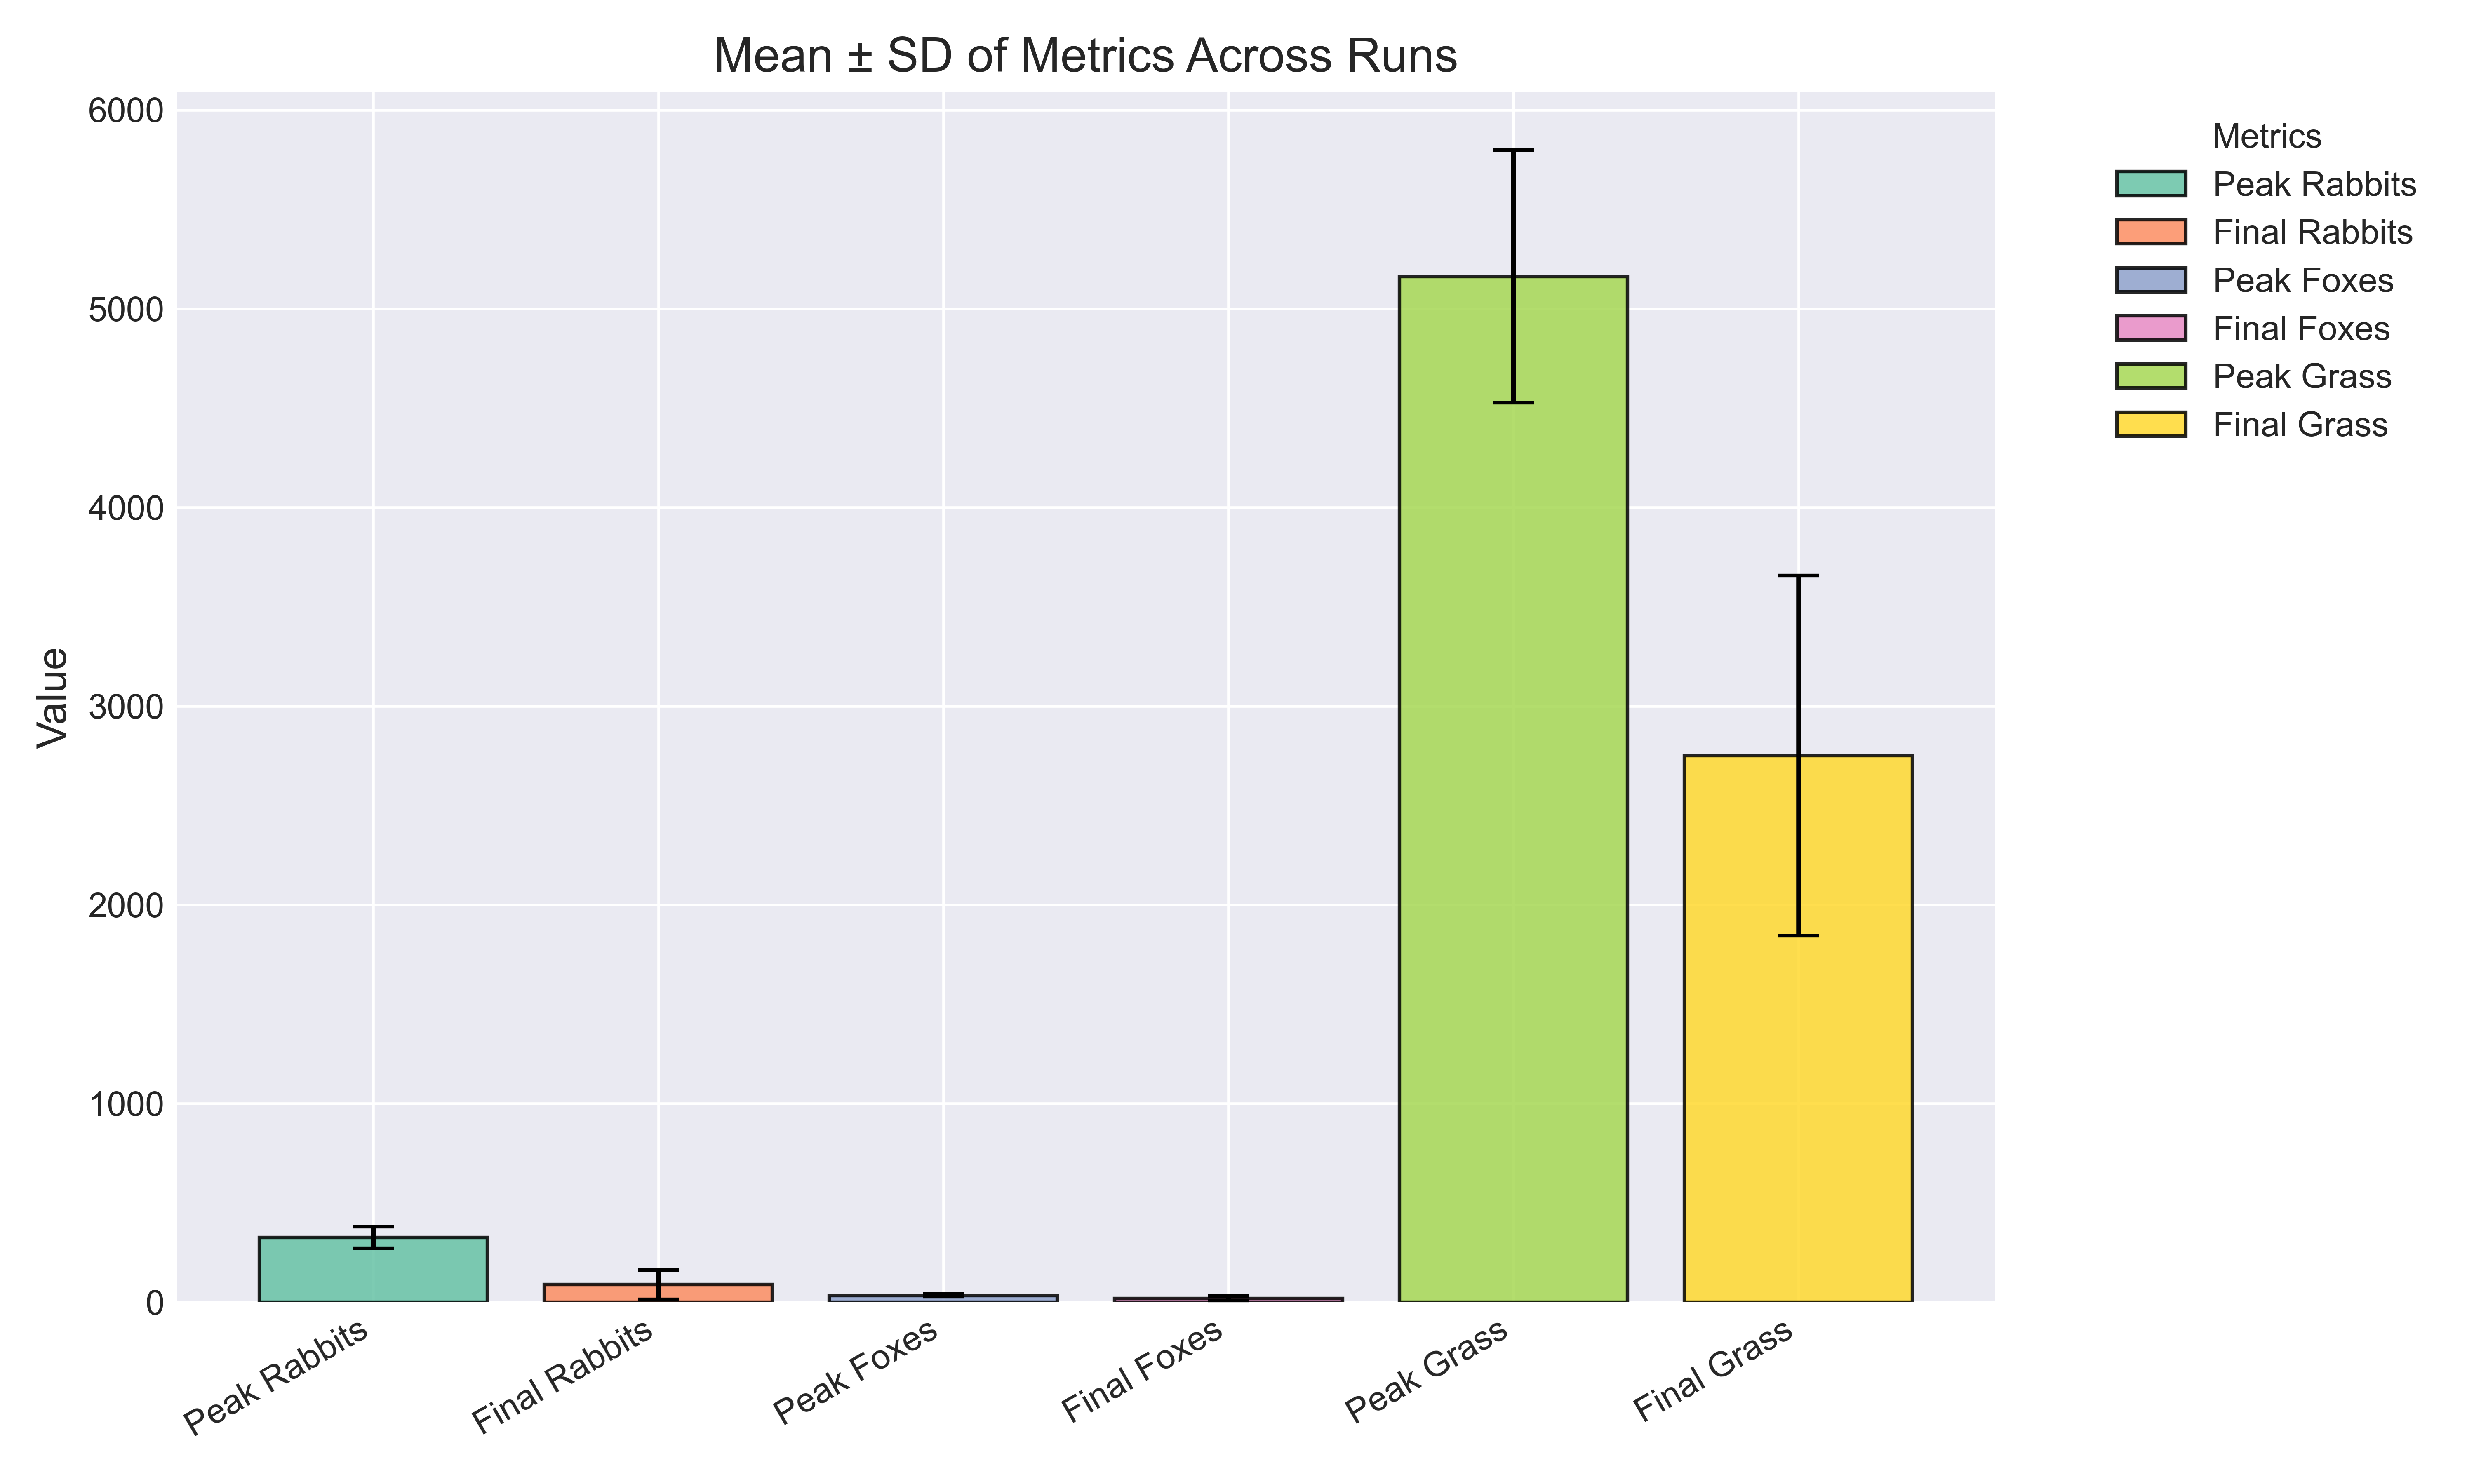 Mean ± SD of Metrics Across Runs
6000
5000
4000
3000
2000
1000
0
Value
Peak Rabbits
Final Rabbits
Peak Foxes
Final Foxes
Peak Grass
Final Grass
Metrics
Peak Rabbits
Final Rabbits
Peak Foxes
Final Foxes
Peak Grass
Final Grass